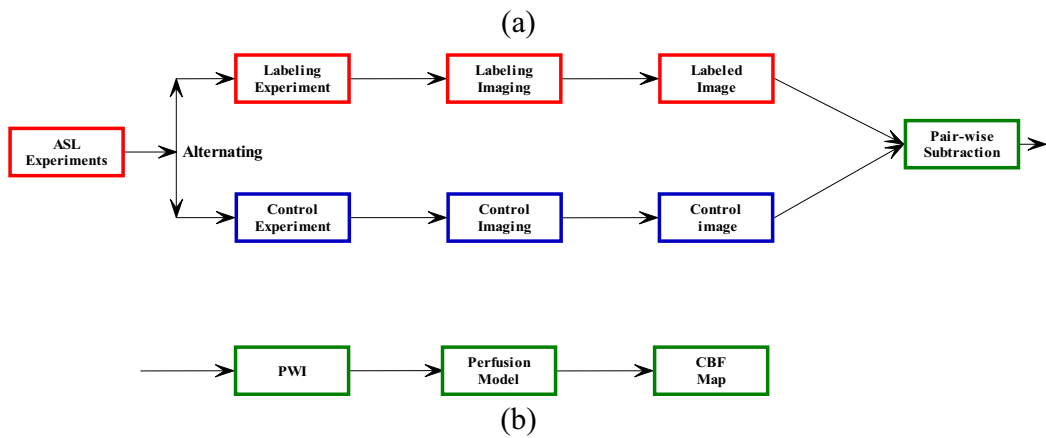 (a)
Labeling
Experiment
Labeling
Imaging
Labeled
Image
ASL
Experiments
Alternating
Pair-wise
Subtraction
Control
Experiment
Control
Imaging
Control
image
PWI
Perfusion
Model
CBF
Map
(b)